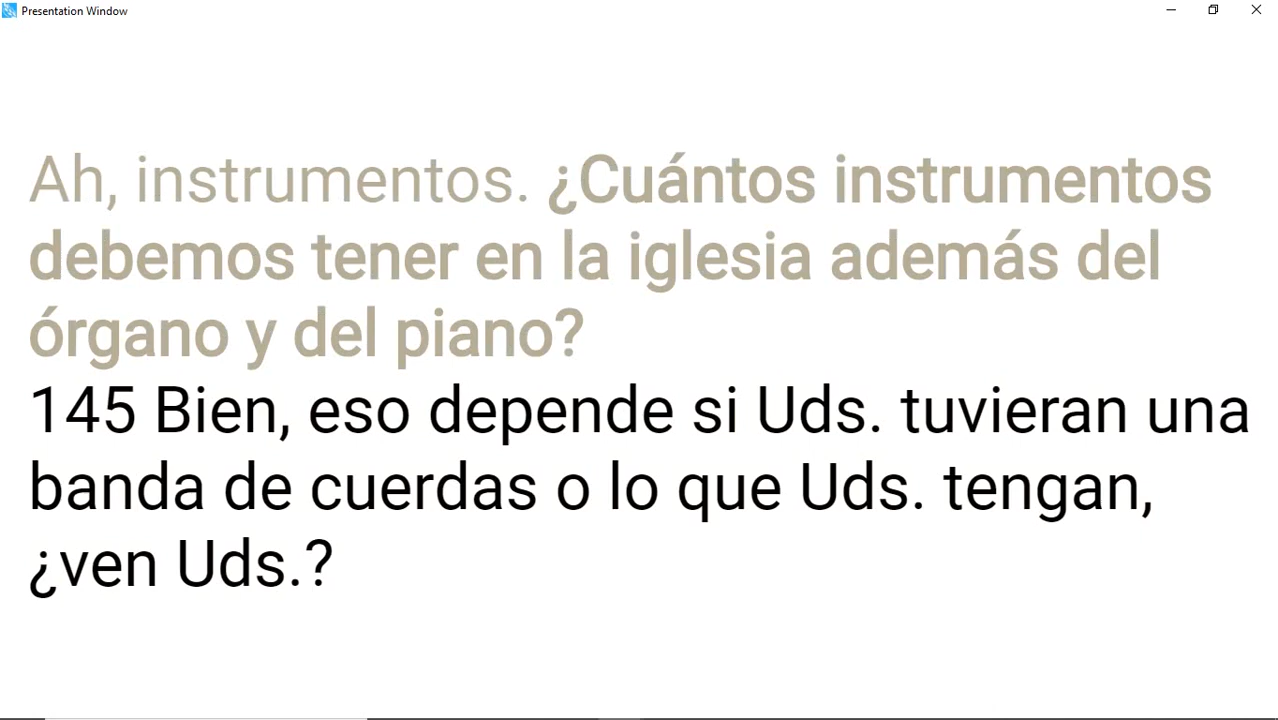 Presentation Window
Ah, instrumentos. ¿Cuántos instrumentos
debemos tener en la iglesia además del
órgano y del piano?
145 Bien, eso depende si Uds. tuvieran una
banda de cuerdas o lo que Uds. tengan,
¿ven Uds.?